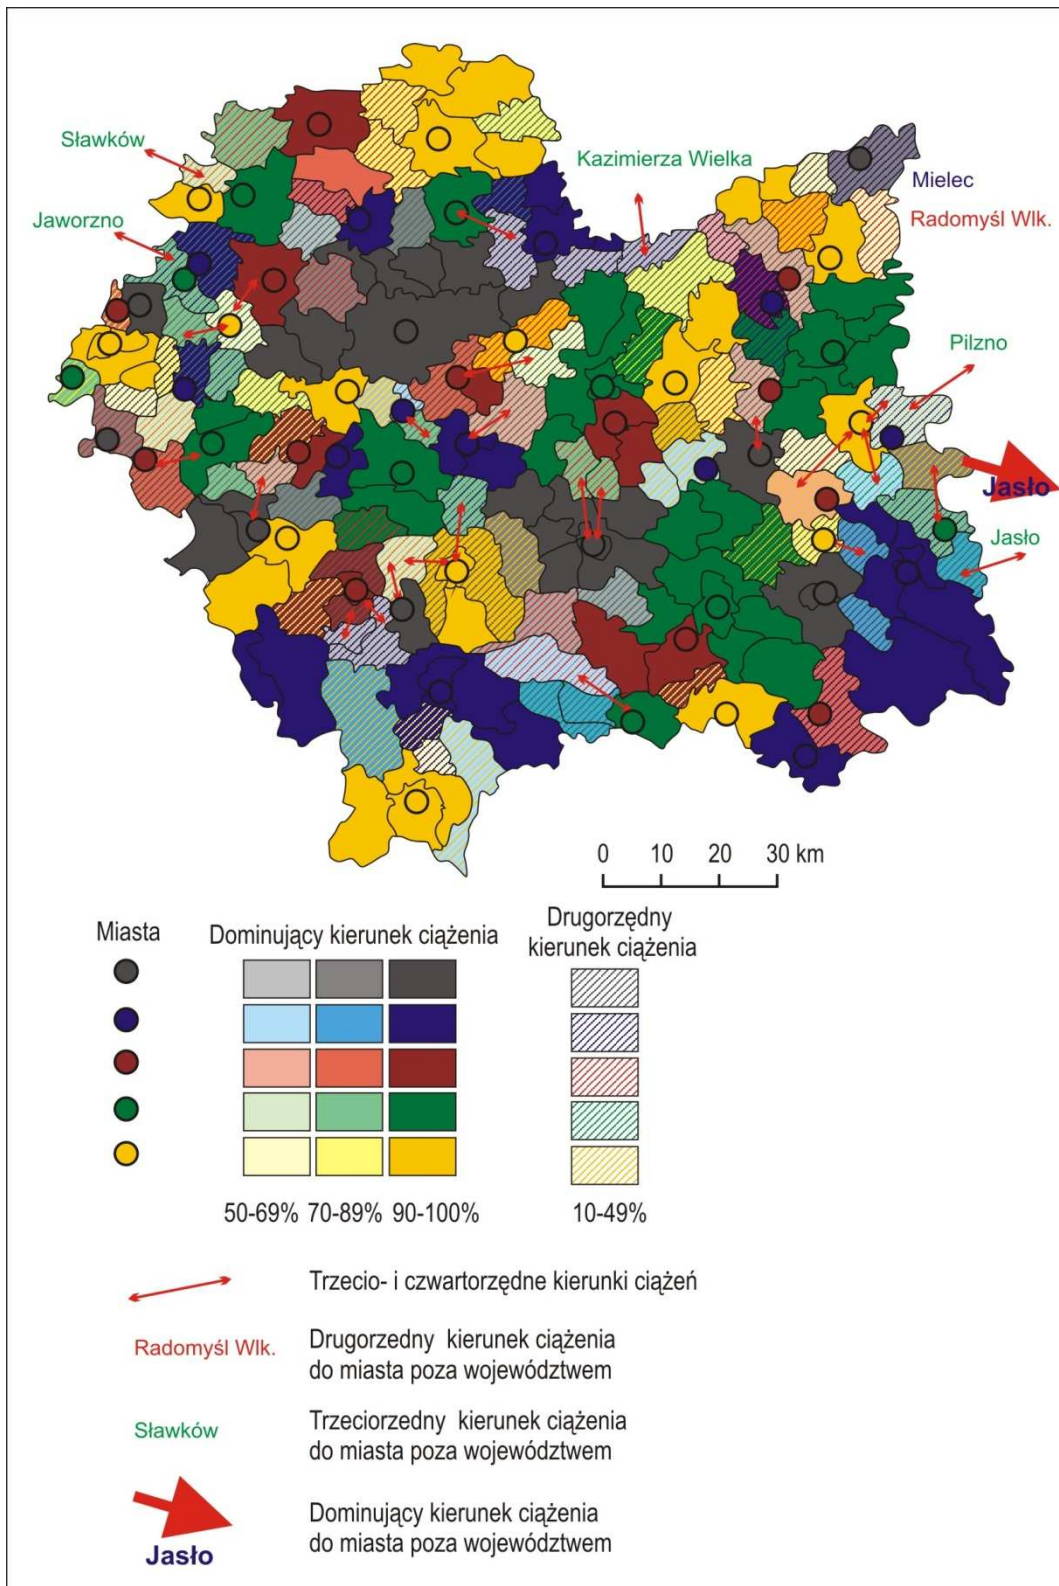 Sławków
Kazimierza Wielka
Mielec
Jaworzno
Radomyśl Wlk.
Pilzno
Jasło
Jasło
0 10 20 30 km
Miasta
Dominujący kierunek ciążenia
Drugorzędny
kierunek ciążenia
50-69% 70-89% 90-100%
10-49%
Trzecio- i czwartorzędne kierunki ciążeń
Radomyśl Wlk.
Drugorzedny kierunek ciążenia
do miasta poza województwem
Sławków
Trzeciorzedny kierunek ciążenia
do miasta poza województwem
Jasło
Dominujący kierunek ciążenia
do miasta poza województwem